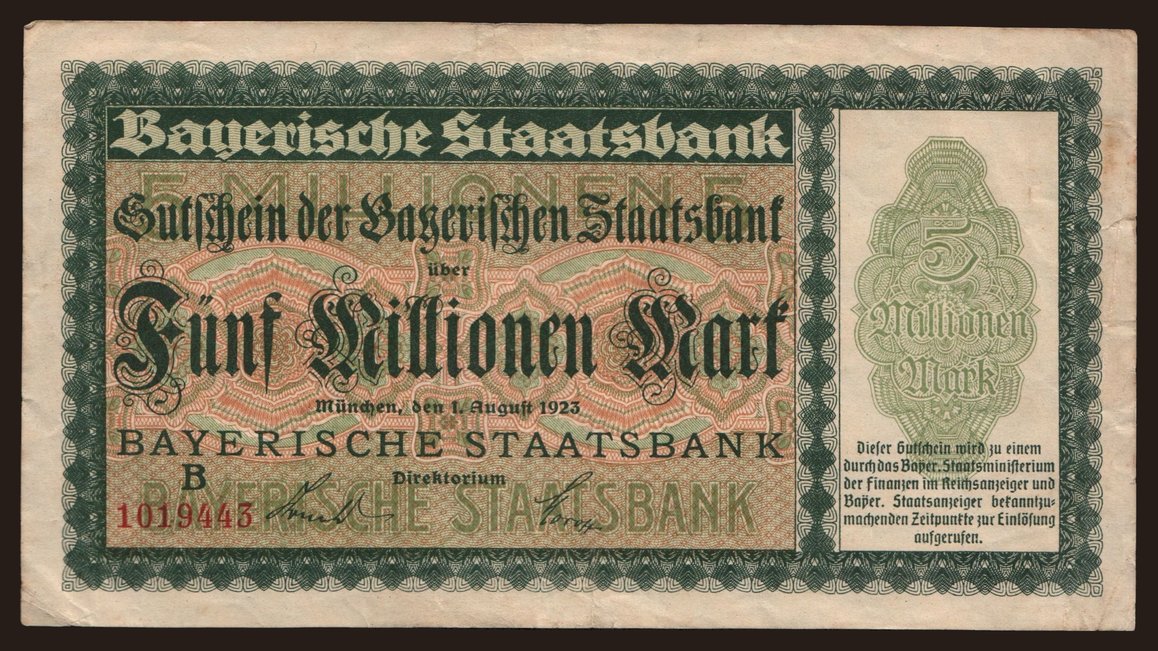 Bayerische Staatsbank
5 MILLIONEN 5
Gutschein der Bayerischen Staatsbank
über
Fünf Millionen Mark
München, den 1. August 1923
BAYERISCHE STAATSBANK
B
Direktorium
1019443
BAYERISCHE STAATSBANK
5
Millionen
Mark
Dieser Gutschein wird zu einem
durch das Bayer. Staatsministerium
der Finanzen im Reichsanzeiger und
Bayer. Staatsanzeiger bekanntzu-
machenden Zeitpunkte zur Einlösung
aufgerufen.